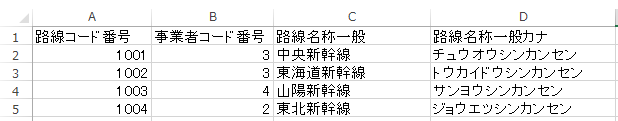 A B C D
1 路線コード番号 事業者コード番号 路線名称一般 路線名称一般カナ
2 1001 3 中央新幹線 チュウオウシンカンセン
3 1002 3 東海道新幹線 トウカイドウシンカンセン
4 1003 4 山陽新幹線 サンヨウシンカンセン
5 1004 2 東北新幹線 ジョウエツシンカンセン